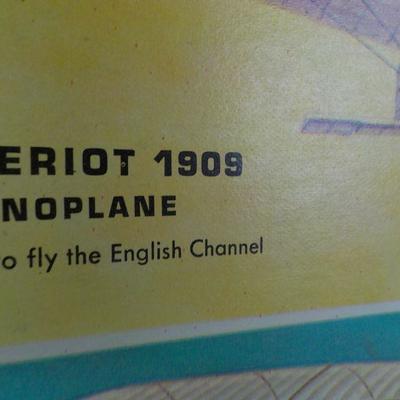 ERIOT 1909
NOPLANE
o fly the English Channel